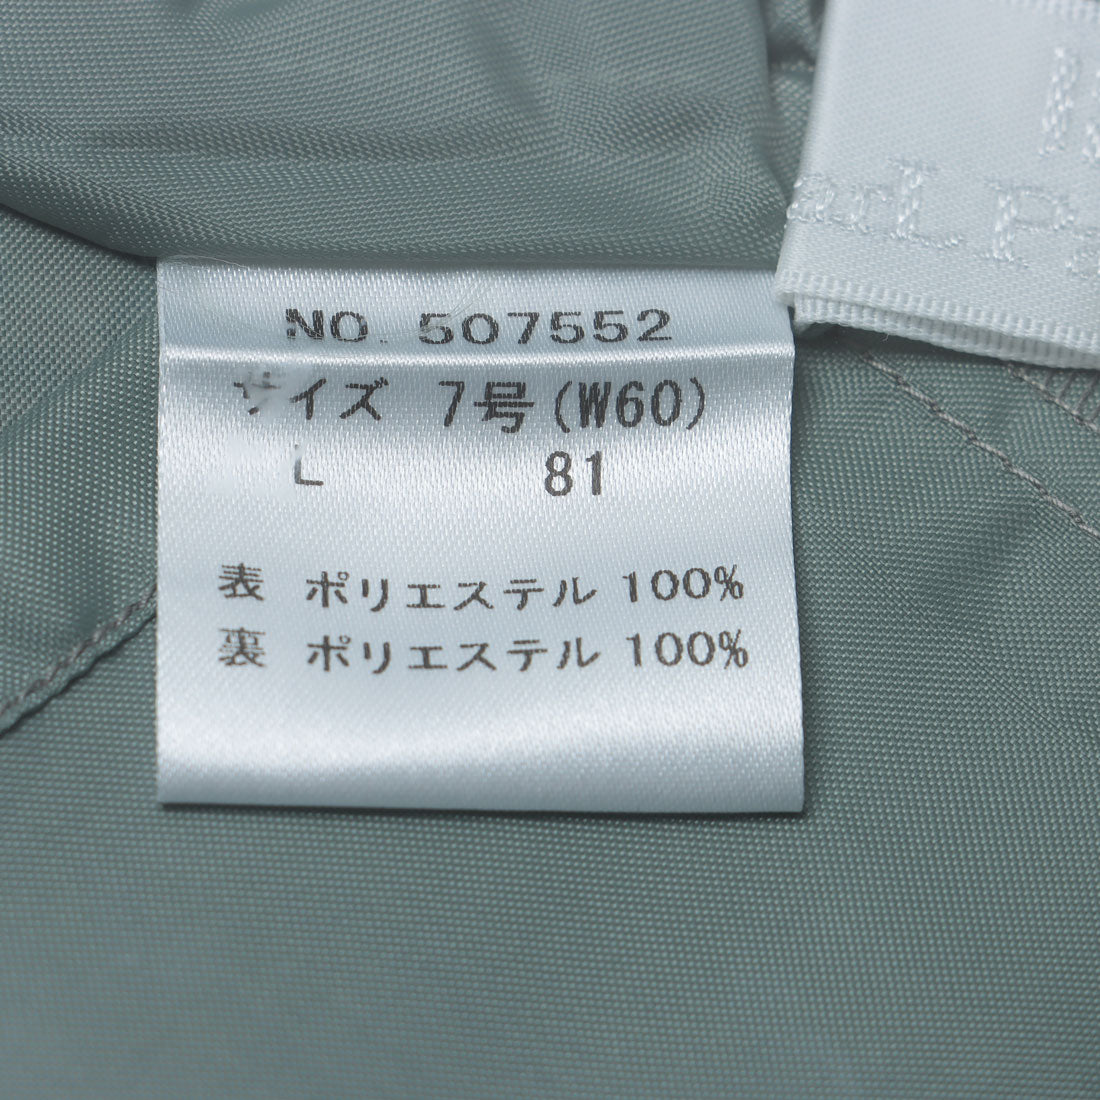 NO. 507552
サイズ 7号(W60)
L 81
表 ポリエステル 100%
裏 ポリエステル 100%